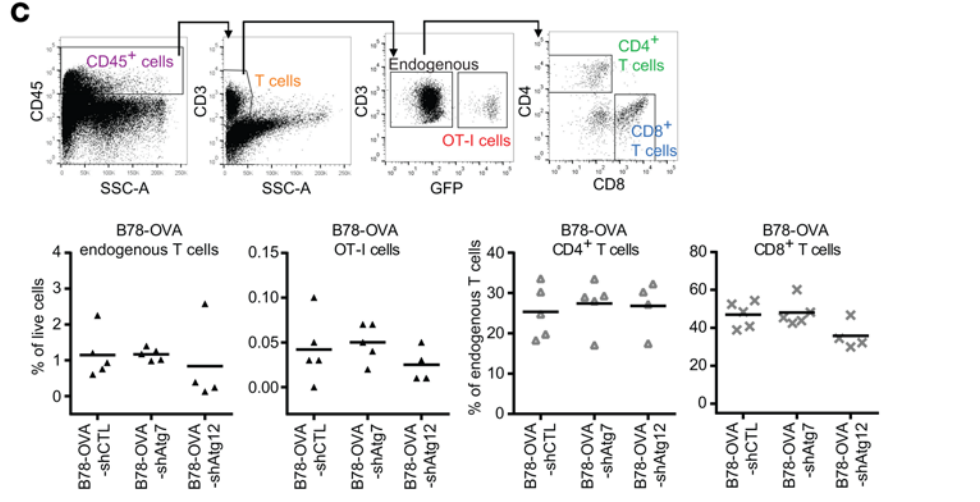 C
CD45
CD45+ cells
SSC-A
CD3
T cells
SSC-A
CD3
Endogenous
OT-I cells
GFP
CD4
CD4+
T cells
CD8+
T cells
CD8
B78-OVA
endogenous T cells
% of live cells
4
3
2
1
0
B78-OVA
-shCTL
B78-OVA
-shAtg7
B78-OVA
-shAtg12
B78-OVA
OT-I cells
0.15
0.10
0.05
0.00
B78-OVA
-shCTL
B78-OVA
-shAtg7
B78-OVA
-shAtg12
B78-OVA
CD4+ T cells
% of endogenous T cells
40
30
20
10
0
B78-OVA
-shCTL
B78-OVA
-shAtg7
B78-OVA
-shAtg12
B78-OVA
CD8+ T cells
80
60
40
20
0
B78-OVA
-shCTL
B78-OVA
-shAtg7
B78-OVA
-shAtg12